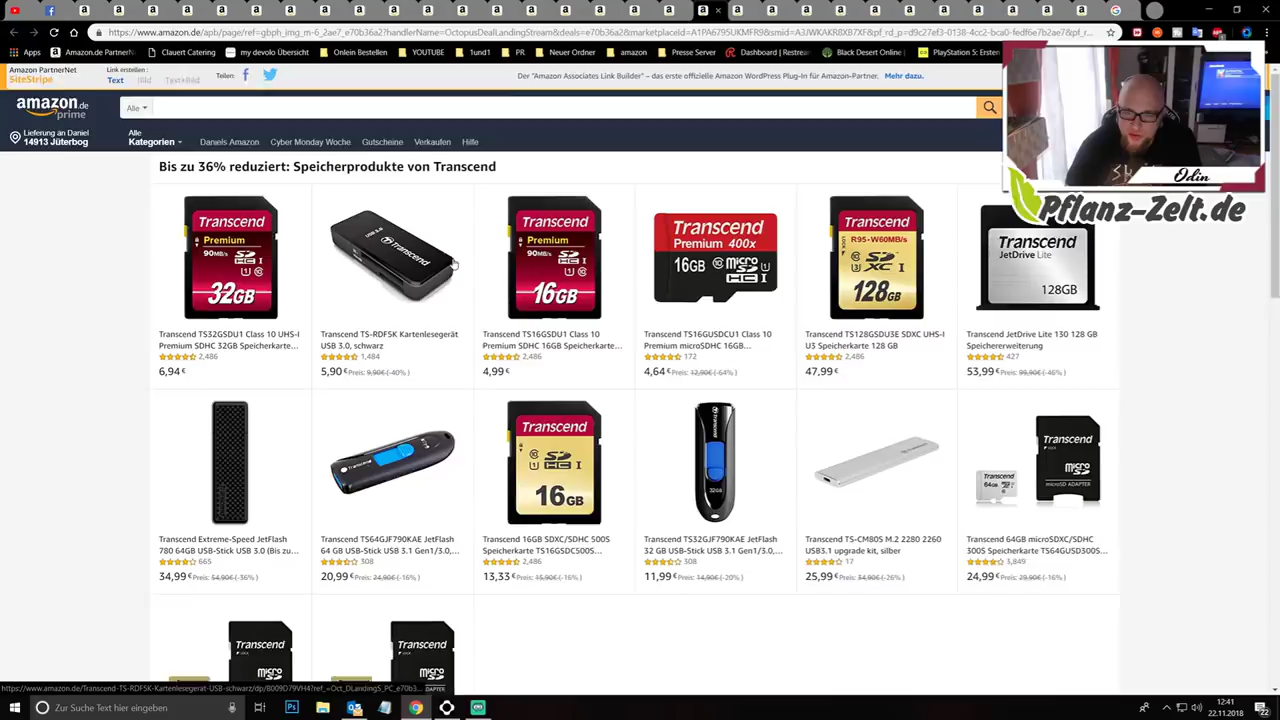 https://www.amazon.de/apb/page/ref=gbph_img_m-6_2ae7_e70b36a2?handlerName=OctopusDealLandingStream&deals=e70b36a2&marketplaceId=A1PA6795UKMFR9&smid=A3JWKAKR8XB7XF&pf_rd_p=d9c27ef3-0138-4cc2-bca0-fedf6e7b2ae7&pf_r...
Apps Amazon.de PartnerNet Clauert Catering my devolo Übersicht Onlein Bestellen YOUTUBE 1und1 PR Neuer Ordner amazon Presse Server Dashboard | Restream Black Desert Online PlayStation 5: Ersten
Amazon PartnerNet
SiteStripe
Link erstellen:
Text Bild Text+Bild
Teilen:
Der "Amazon Associates Link Builder" – das erste offizielle Amazon WordPress Plug-In für Amazon-Partner. Mehr dazu.
amazon.de
prime
Alle
Lieferung an Daniel
14913 Jüterbog
Alle
Kategorien
Daniels Amazon Cyber Monday Woche Gutscheine Verkaufen Hilfe
Odin
Pflanz-Zelt.de
Bis zu 36% reduziert: Speicherprodukte von Transcend
Transcend
Premium
90MB/s
32GB
Transcend
Transcend
Premium
90MB/s
16GB
Transcend
Premium 400x
16GB micro SD HC I
Transcend
R95•W60MB/s
SD XC I
128GB
Transcend
JetDrive Lite
128GB
Transcend TS32GSDU1 Class 10 UHS-I
Premium SDHC 32GB Speicherkarte...
2,486
6,94 €
Transcend TS-RDF5K Kartenlesegerät
USB 3.0, schwarz
1,484
5,90 € Preis: 9,90€ (-40% )
Transcend TS16GSDU1 Class 10
Premium SDHC 16GB Speicherkarte...
2,486
4,99 €
Transcend TS16GUSDCU1 Class 10
Premium microSDHC 16GB...
172
4,64 € Preis: 12,90€ (-64% )
Transcend TS128GSDU3E SDXC UHS-I
U3 Speicherkarte 128 GB
2,486
47,99 €
Transcend JetDrive Lite 130 128 GB
Speichererweiterung
427
53,99 € Preis: 99,90€ (-46% )
Transcend
16GB
32GB
Transcend
micro SD
microSD ADAPTER
64GB
Transcend Extreme-Speed JetFlash
780 64GB USB-Stick USB 3.0 (Bis zu...
665
34,99 € Preis: 54,90€ (-36% )
Transcend TS64GJF790KAE JetFlash
64 GB USB-Stick USB 3.1 Gen1/3.0,...
308
20,99 € Preis: 24,90€ (-16% )
Transcend 16GB SDXC/SDHC 500S
Speicherkarte TS16GSDC500S...
2,486
13,33 € Preis: 15,90€ (-16% )
Transcend TS32GJF790KAE JetFlash
32 GB USB-Stick USB 3.1 Gen1/3.0,...
308
11,99 € Preis: 14,90€ (-20% )
Transcend TS-CM80S M.2 2280 2260
USB3.1 upgrade kit, silber
17
25,99 € Preis: 34,90€ (-26% )
Transcend 64GB microSDXC/SDHC
300S Speicherkarte TS64GUSD300S...
3,849
24,99 € Preis: 29,90€ (-16% )
Transcend
micro SD
Transcend
micro SD
ADAPTER
https://www.amazon.de/Transcend-TS-RDF5K-Kartenlesegerät-USB-schwarz/dp/B009D79VH4?ref_=Oct_DLandingS_PC_e70b3...
Zur Suche Text hier eingeben
12:41
22.11.2018
22